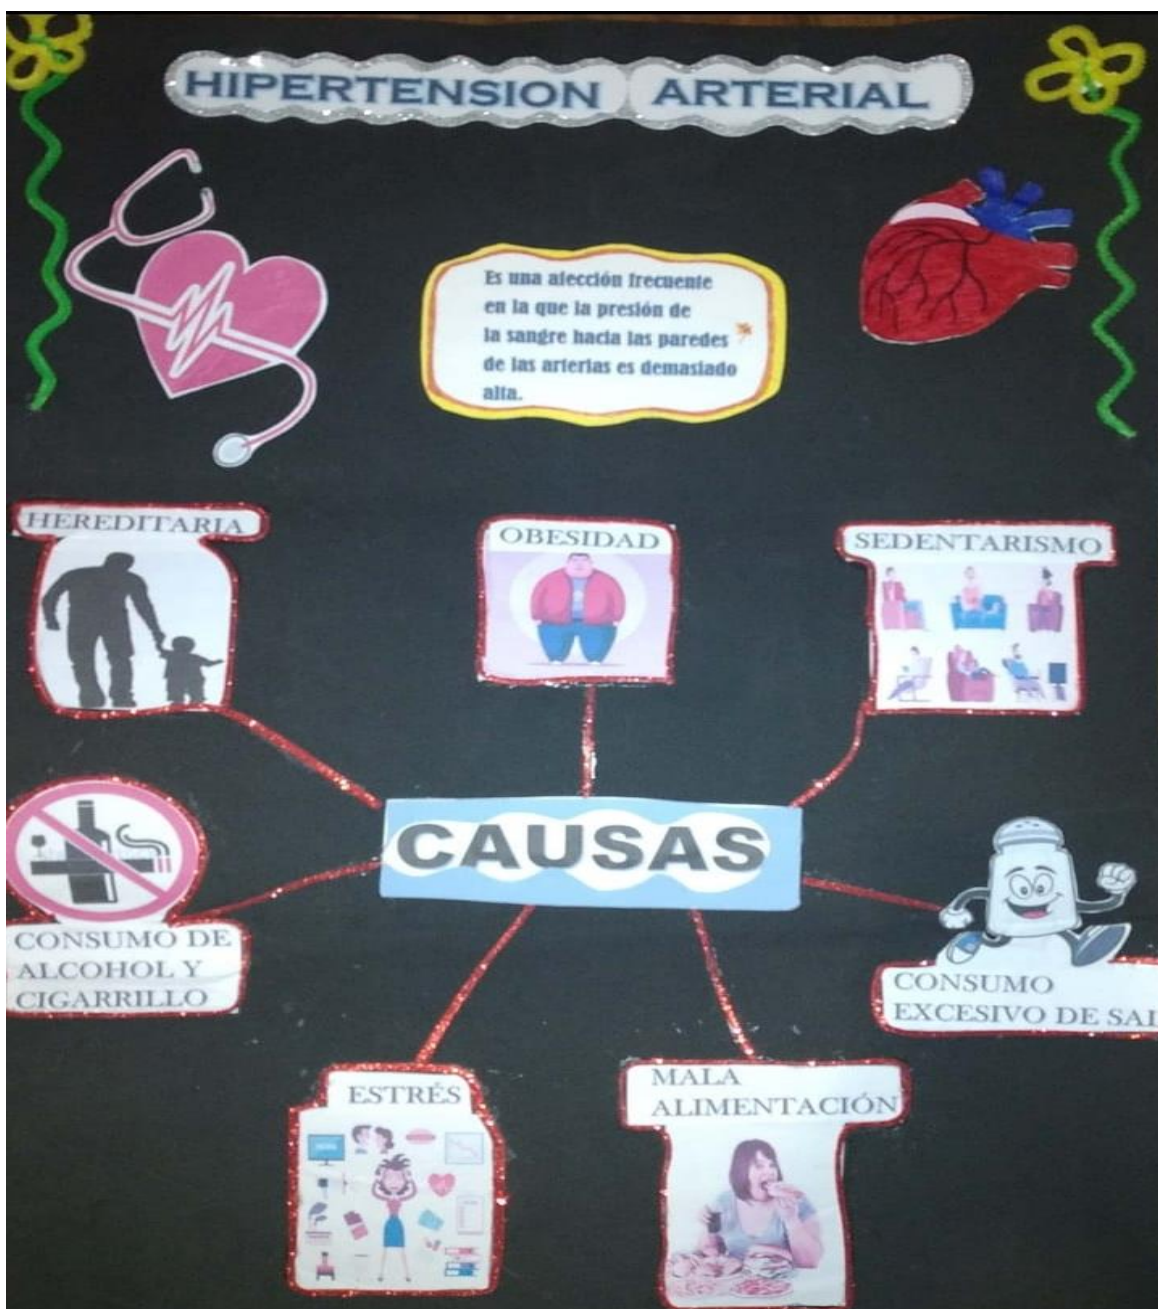 HIPERTENSION ARTERIAL
Es una afección frecuente
en la que la presión de
la sangre hacia las paredes
de las arterias es demasiado
alta.
HEREDITARIA
OBESIDAD
SEDENTARISMO
CAUSAS
CONSUMO DE
ALCOHOL Y
CIGARRILLO
CONSUMO
EXCESIVO DE SAL
ESTRÉS
MALA
ALIMENTACIÓN